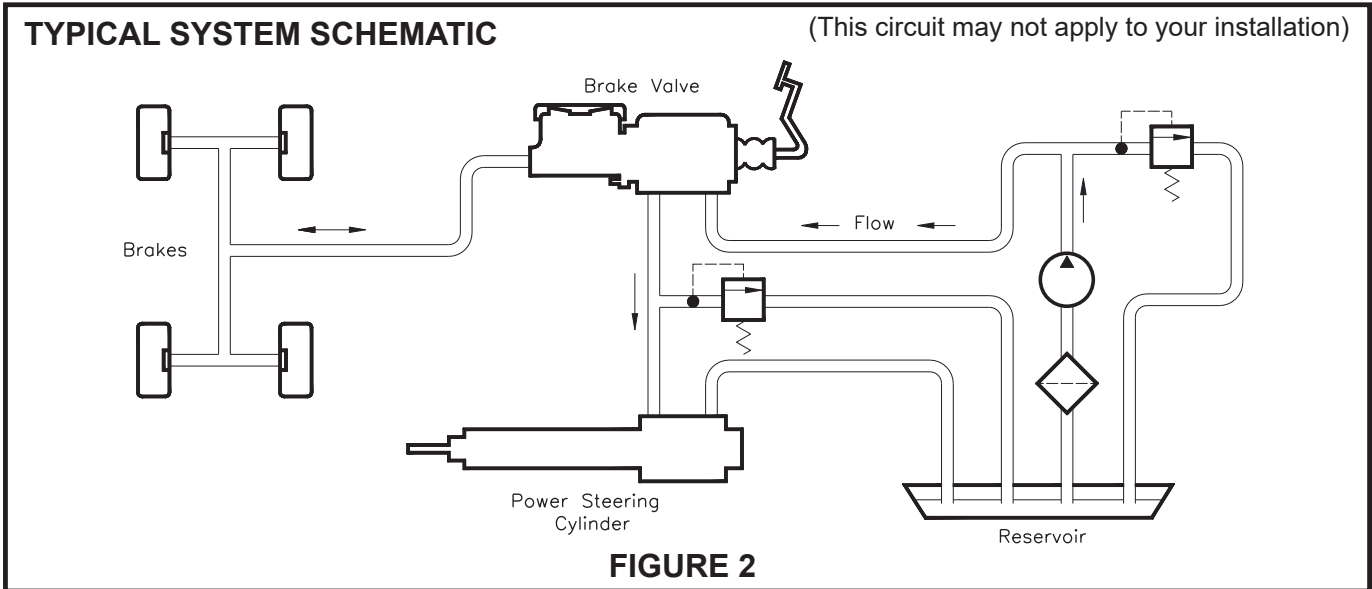 TYPICAL SYSTEM SCHEMATIC
(This circuit may not apply to your installation)
Brake Valve
Flow
Brakes
Power Steering
Cylinder
Reservoir
FIGURE 2